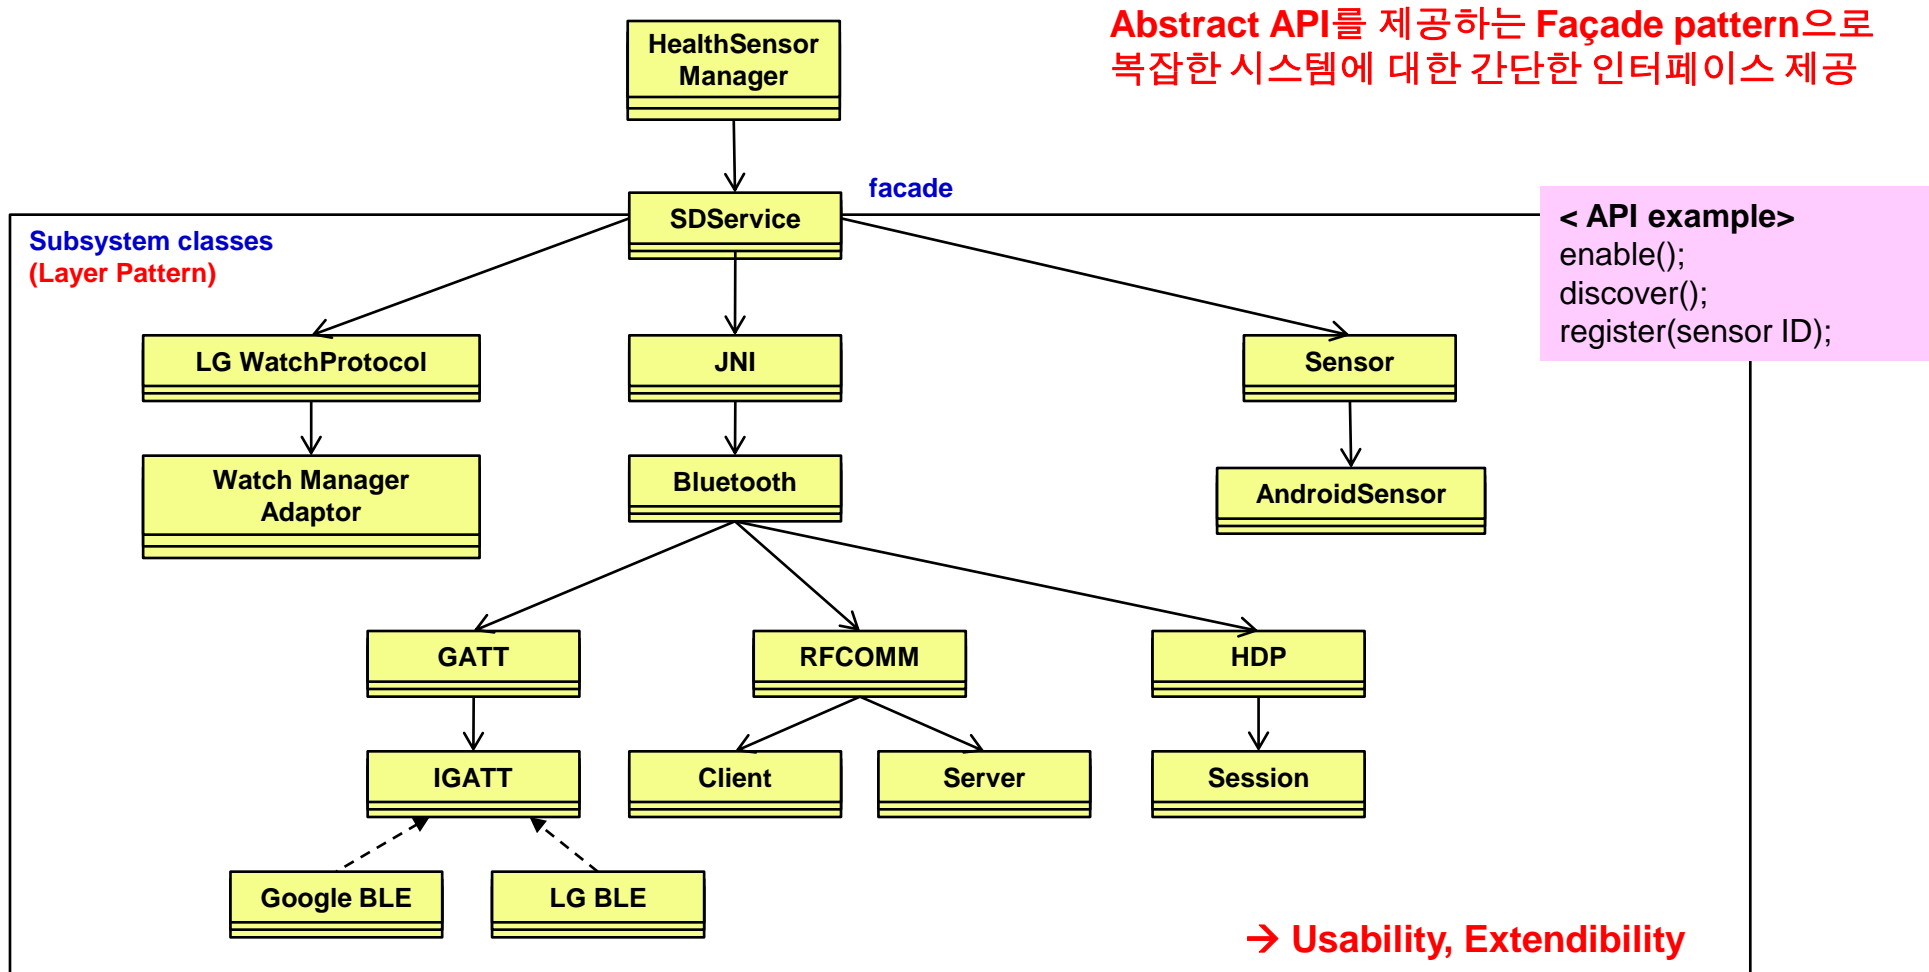 Abstract API를 제공하는 Façade pattern으로
복잡한 시스템에 대한 간단한 인터페이스 제공
HealthSensor
Manager
facade
SDService
< API example>
enable();
discover();
register(sensor ID);
Subsystem classes
(Layer Pattern)
LG WatchProtocol
JNI
Sensor
Watch Manager
Adaptor
Bluetooth
AndroidSensor
GATT
RFCOMM
HDP
IGATT
Client
Server
Session
Google BLE
LG BLE
→ Usability, Extendibility